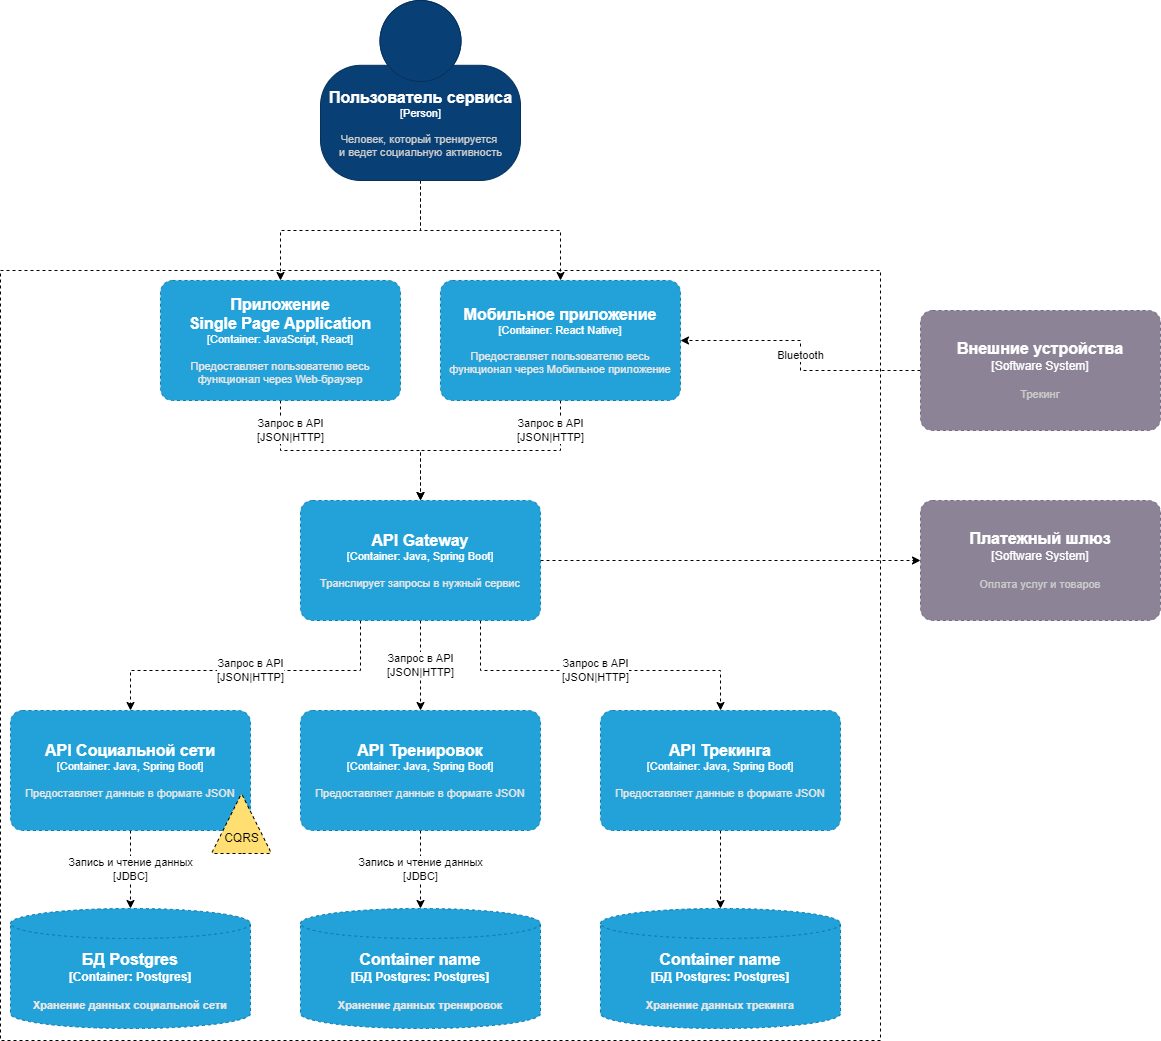 Пользователь сервиса
[Person]
Человек, который тренируется
и ведет социальную активность
Приложение
Single Page Application
[Container: JavaScript, React]
Предоставляет пользователю весь
функционал через Web-браузер
Мобильное приложение
[Container: React Native]
Предоставляет пользователю весь
функционал через Мобильное приложение
Bluetooth
Внешние устройства
[Software System]
Трекинг
Запрос в API
[JSON|HTTP]
Запрос в API
[JSON|HTTP]
API Gateway
[Container: Java, Spring Boot]
Транслирует запросы в нужный сервис
Платежный шлюз
[Software System]
Оплата услуг и товаров
Запрос в API
[JSON|HTTP]
Запрос в API
[JSON|HTTP]
Запрос в API
[JSON|HTTP]
API Социальной сети
[Container: Java, Spring Boot]
Предоставляет данные в формате JSON
CQRS
API Тренировок
[Container: Java, Spring Boot]
Предоставляет данные в формате JSON
API Трекинга
[Container: Java, Spring Boot]
Предоставляет данные в формате JSON
Запись и чтение данных
[JDBC]
Запись и чтение данных
[JDBC]
БД Postgres
[Container: Postgres]
Хранение данных социальной сети
Container name
[БД Postgres: Postgres]
Хранение данных тренировок
Container name
[БД Postgres: Postgres]
Хранение данных трекинга